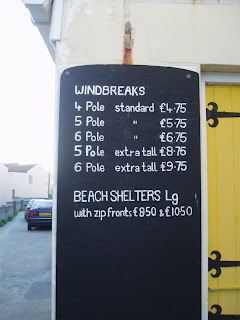 WINDBREAKS
4 Pole standard £4.75
5 Pole " £5.75
6 Pole " £6.75
5 Pole extra tall £8.76
6 Pole extra tall £9.75
BEACH SHELTERS Lg
with zip fronts £850 & £1050